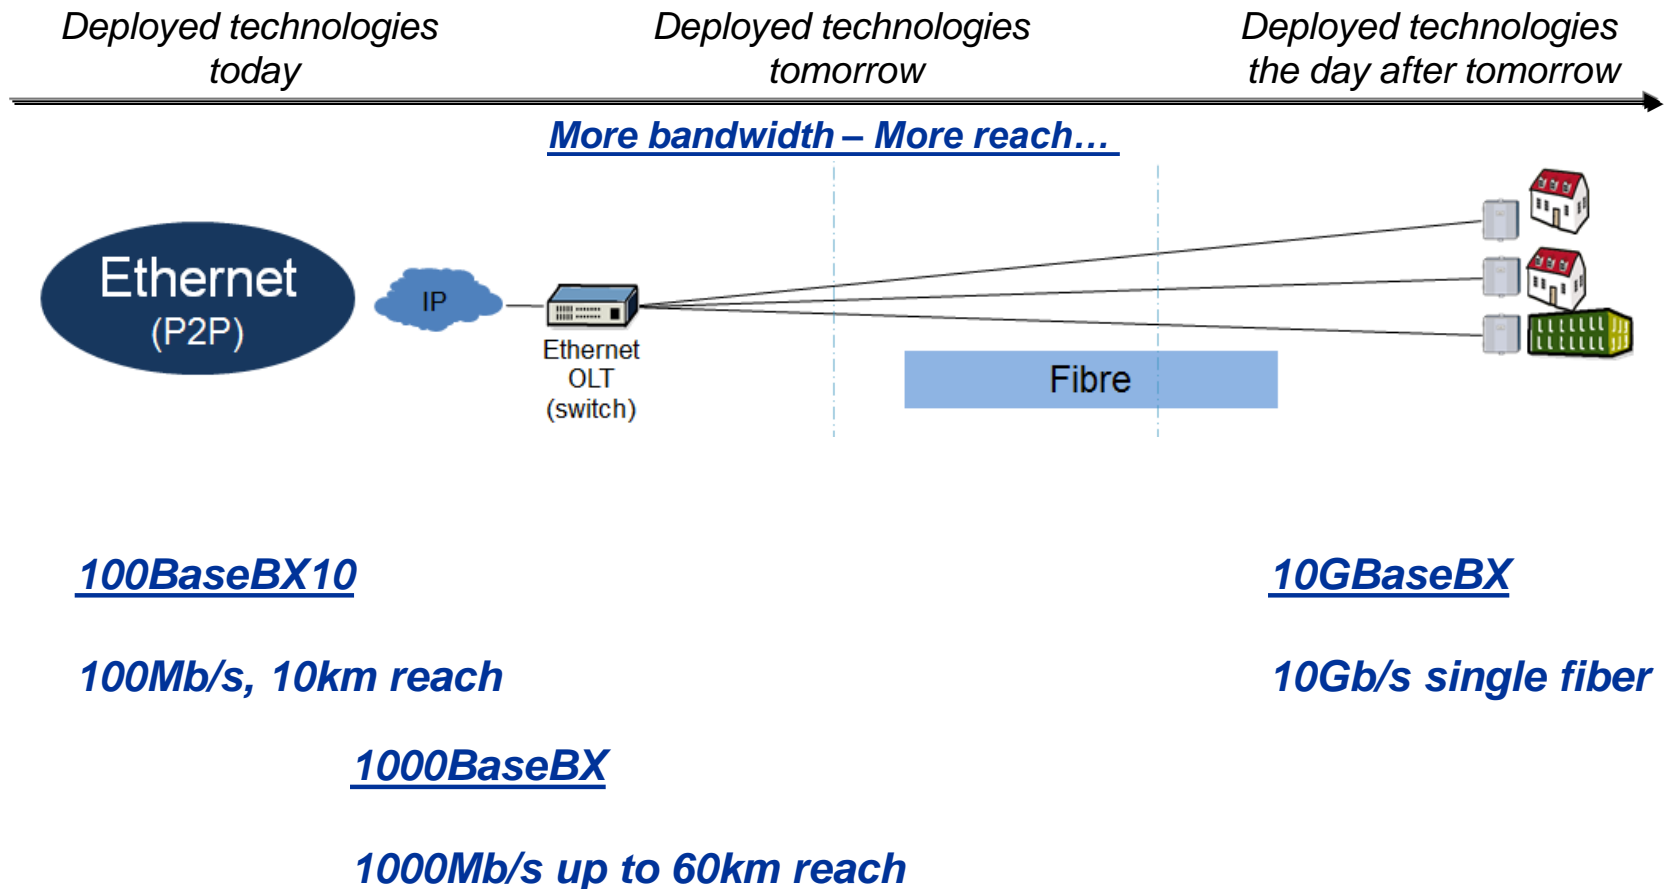 Deployed technologies
today
Deployed technologies
tomorrow
Deployed technologies
the day after tomorrow
More bandwidth – More reach…
Ethernet
(P2P)
IP
Ethernet
OLT
(switch)
Fibre
100BaseBX10
100Mb/s, 10km reach
1000BaseBX
1000Mb/s up to 60km reach
10GBaseBX
10Gb/s single fiber